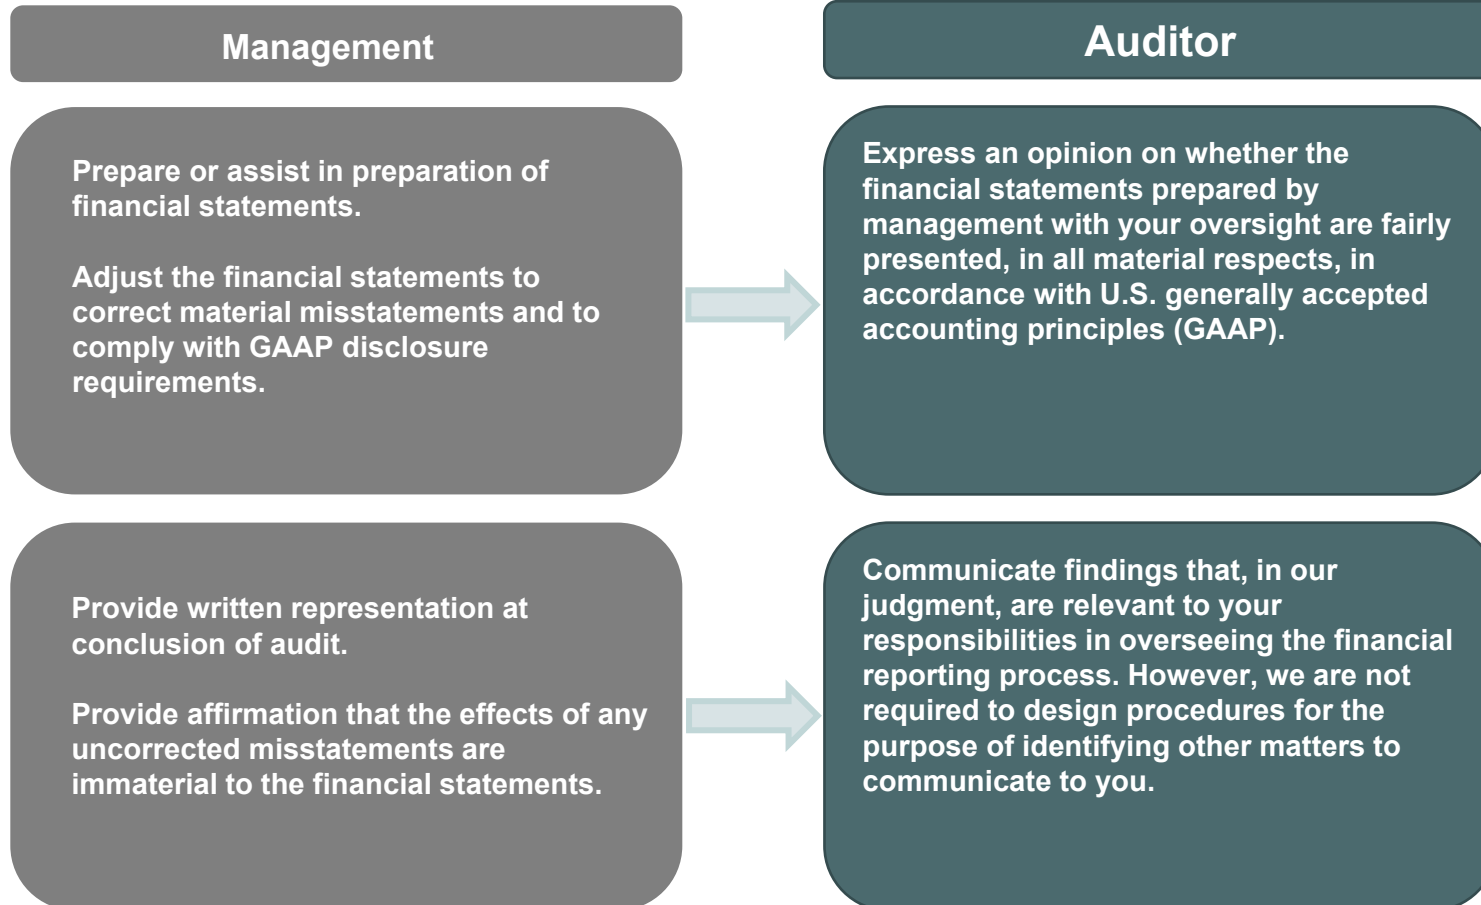 Management
Auditor
Prepare or assist in preparation of
financial statements.
Adjust the financial statements to
correct material misstatements and to
comply with GAAP disclosure
requirements.
Express an opinion on whether the
financial statements prepared by
management with your oversight are fairly
presented, in all material respects, in
accordance with U.S. generally accepted
accounting principles (GAAP).
Provide written representation at
conclusion of audit.
Provide affirmation that the effects of any
uncorrected misstatements are
immaterial to the financial statements.
Communicate findings that, in our
judgment, are relevant to your
responsibilities in overseeing the financial
reporting process. However, we are not
required to design procedures for the
purpose of identifying other matters to
communicate to you.